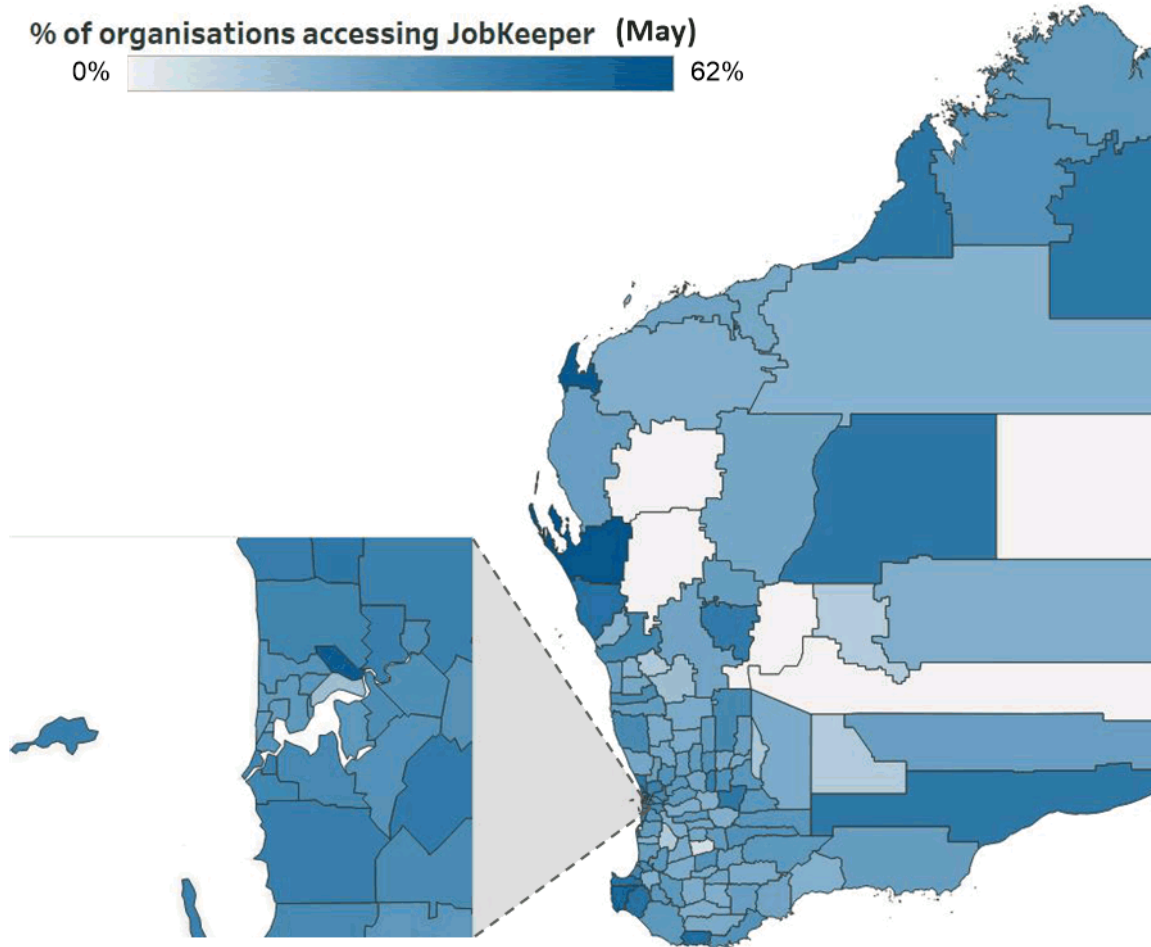 % of organisations accessing JobKeeper (May)
0% 62%